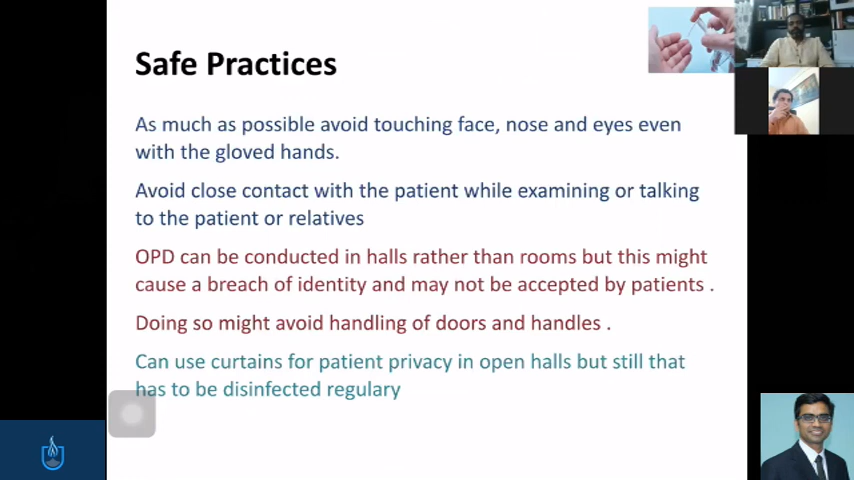 Safe Practices
As much as possible avoid touching face, nose and eyes even
with the gloved hands.
Avoid close contact with the patient while examining or talking
to the patient or relatives
OPD can be conducted in halls rather than rooms but this might
cause a breach of identity and may not be accepted by patients .
Doing so might avoid handling of doors and handles .
Can use curtains for patient privacy in open halls but still that
has to be disinfected regulary